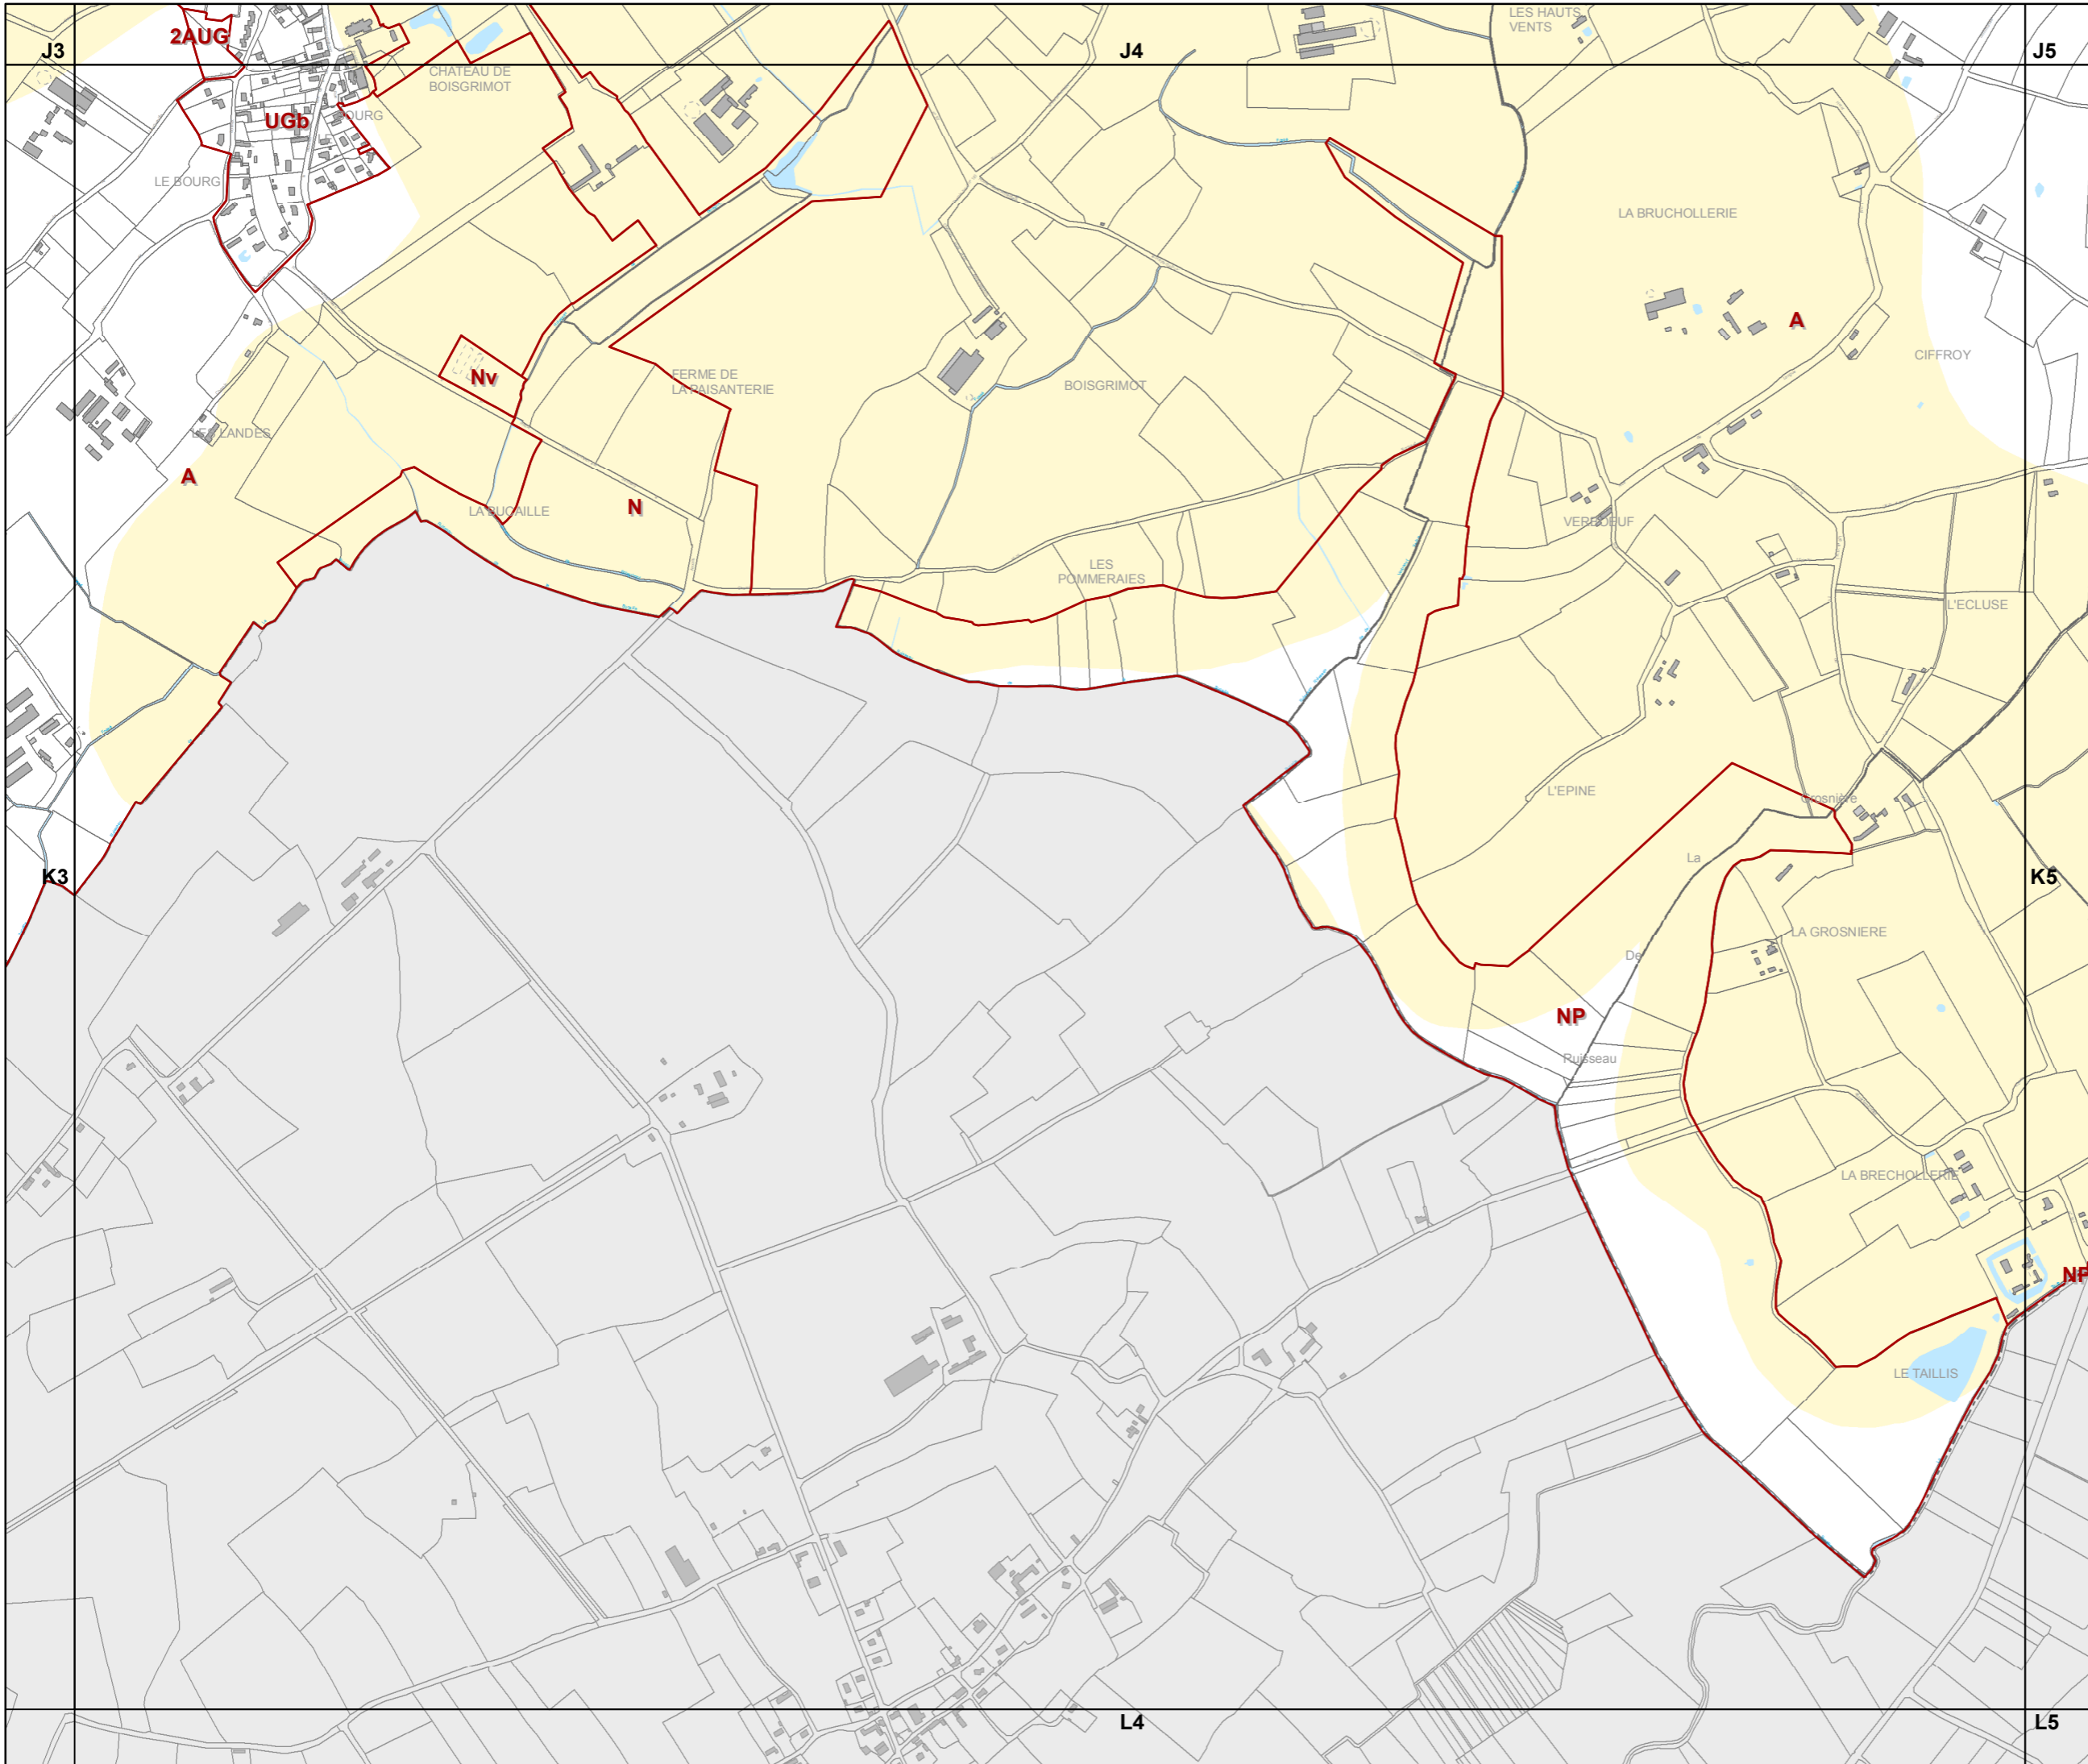 LES HAUTS
VENTS
2AUG
J3
J4
J5
CHATEAU DE
BOISGRIMOT
BOURG
UGb
LE
LE BOURG
LA BRUCHOLLERIE
A
CIFFROY
Nv
FERME DE
LA PAISANTERIE
BOISGRIMOT
LES LANDES
A
N
LA BUCAILLE
VERBOEUF
LES
POMMERAIES
L'ECLUSE
L'EPINE
Grosnière
La
K3
K5
LA GROSNIERE
De
NP
Ruisseau
LA BRECHOLLERIE
NP
LE TAILLIS
L4
L5